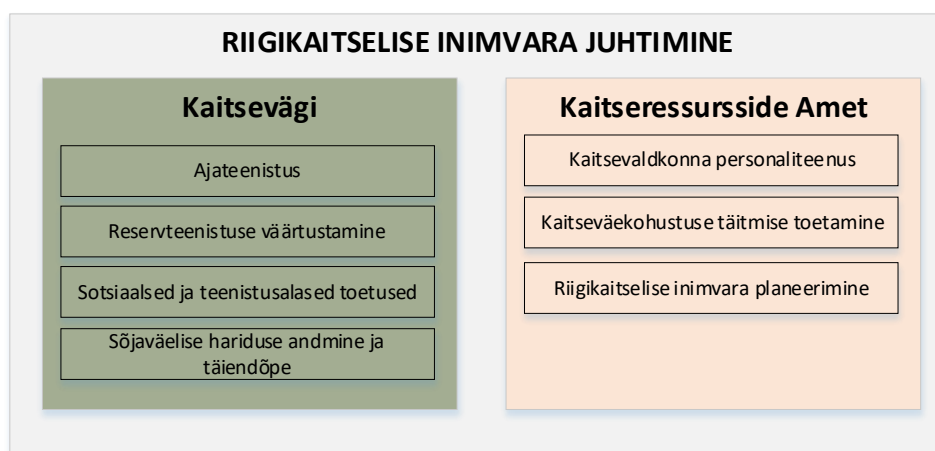 RIIGIKAITSELISE INIMVARA JUHTIMINE
Kaitsevägi
Ajateenistus
Reservteenistuse väärtustamine
Sotsiaalsed ja teenistusalased toetused
Sõjaväelise hariduse andmine ja
täiendõpe
Kaitseressursside Amet
Kaitsevaldkonna personaliteenus
Kaitseväekohustuse täitmise toetamine
Riigikaitselise inimvara planeerimine